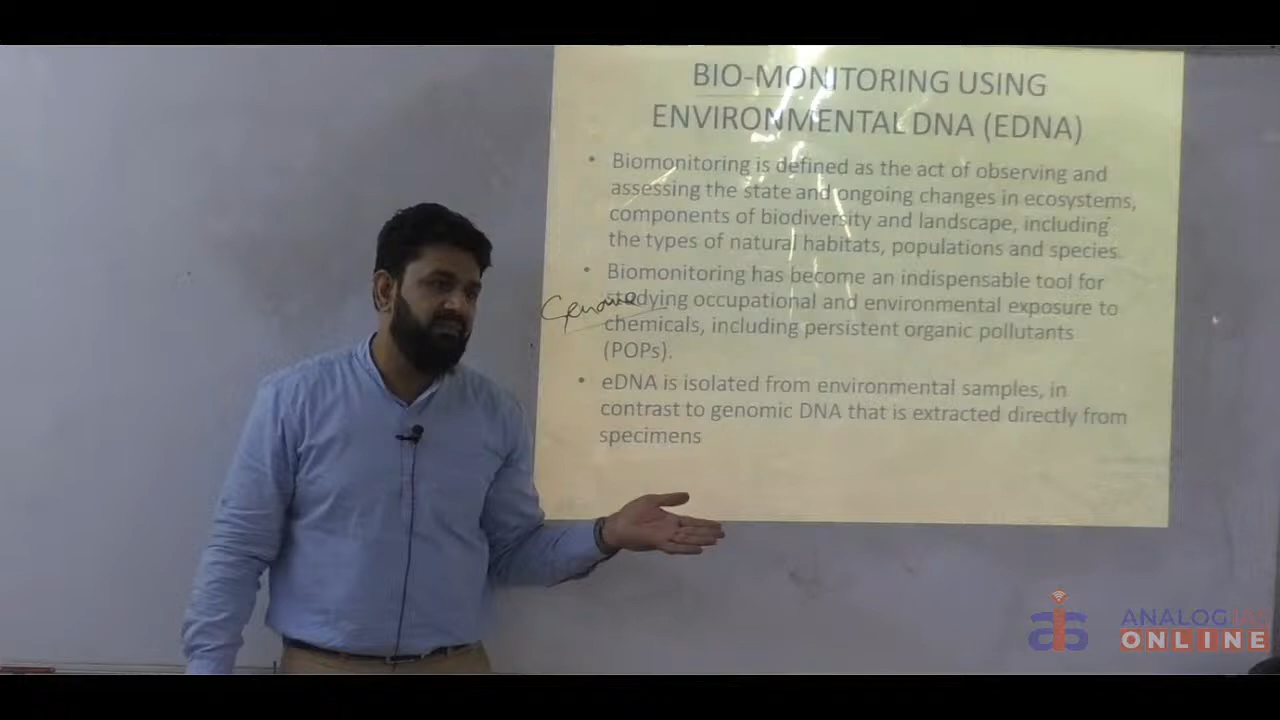 BIO-MONITORING USING
ENVIRONMENTAL DNA (EDNA)
• Biomonitoring is defined as the act of observing and
assessing the state and ongoing changes in ecosystems,
components of biodiversity and landscape, including
the types of natural habitats, populations and species.
• Biomonitoring has become an indispensable tool for
studying occupational and environmental exposure to
chemicals, including persistent organic pollutants
(POPs).
Genome
• eDNA is isolated from environmental samples, in
contrast to genomic DNA that is extracted directly from
specimens
ANALOG IAS
ONLINE